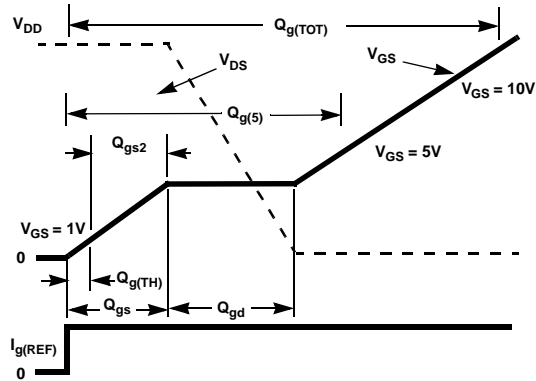 V_DD
Q_g(TOT)
V_DS
V_GS
V_GS = 10V
Q_g(5)
Q_gs2
V_GS = 5V
V_GS = 1V
0
Q_g(TH)
Q_gs
Q_gd
I_g(REF)
0